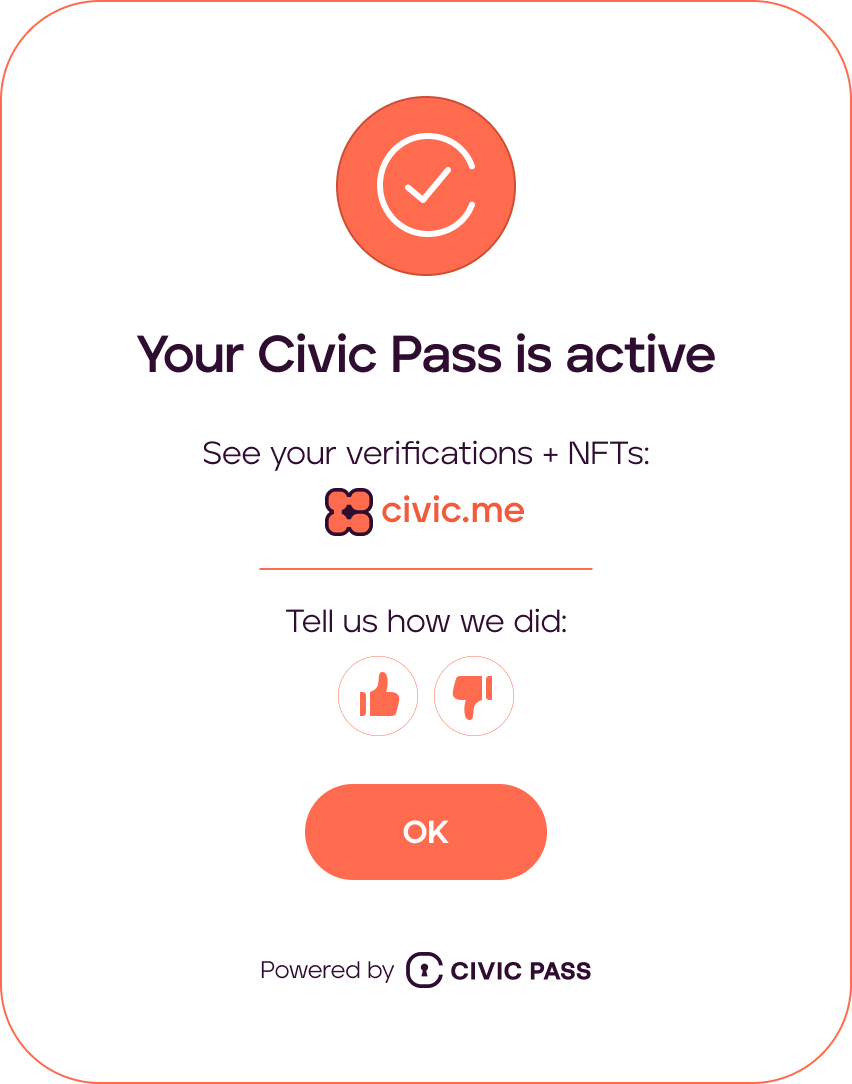 Your Civic Pass is active
See your verifications + NFTs:
civic.me
Tell us how we did:
OK
Powered by CIVIC PASS